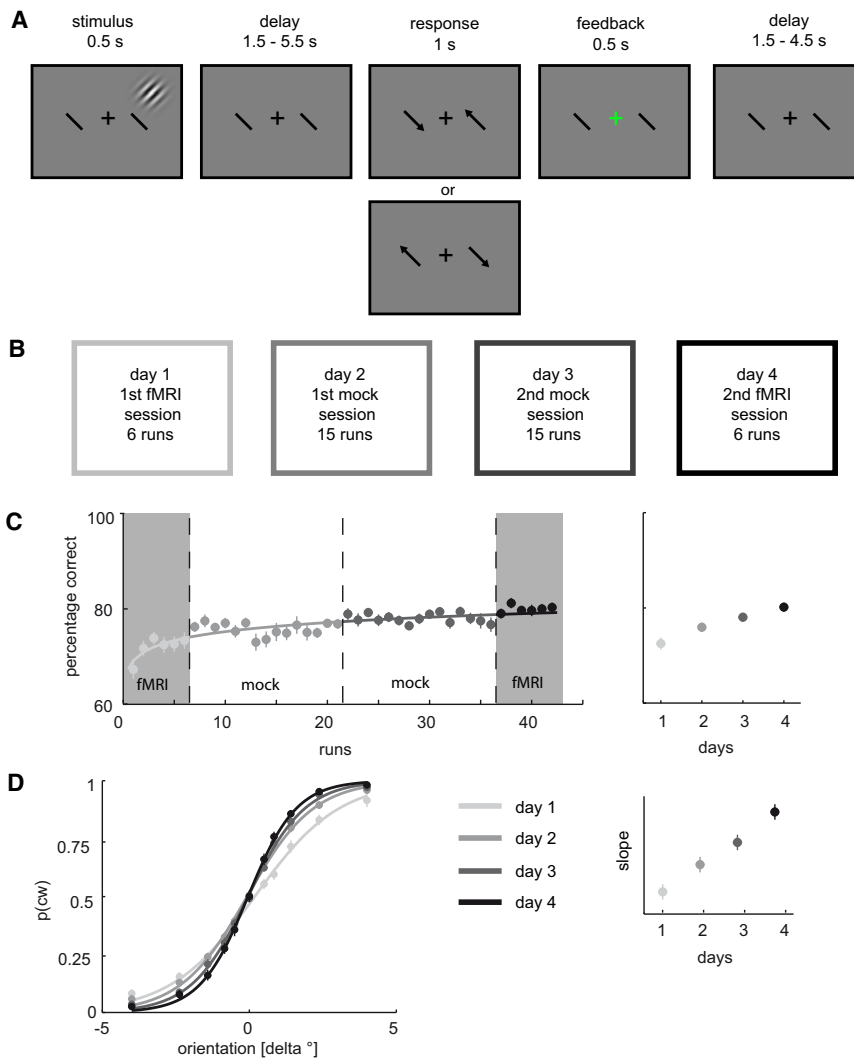 A
stimulus
0.5 s
delay
1.5 - 5.5 s
response
1 s
feedback
0.5 s
delay
1.5 - 4.5 s
or
B
day 1
1st fMRI
session
6 runs
day 2
1st mock
session
15 runs
day 3
2nd mock
session
15 runs
day 4
2nd fMRI
session
6 runs
C
percentage correct
100
80
60
fMRI
mock
mock
fMRI
0 10 20 30 40
runs
1 2 3 4
days
D
p(cw)
1
0.75
0.5
0.25
0
-5 0 5
orientation [delta °]
day 1
day 2
day 3
day 4
slope
1 2 3 4
days